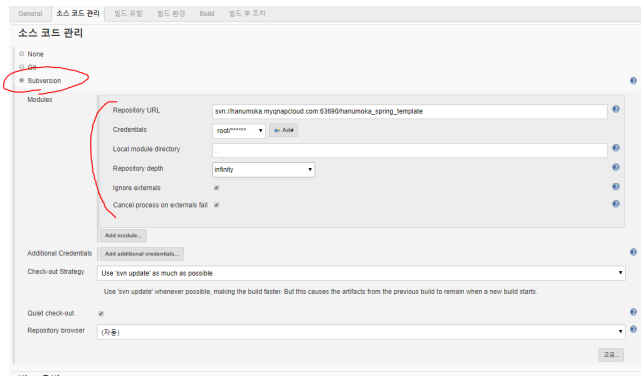 General 소스 코드 관리 빌드 유발 빌드 환경 Build 빌드 후 조치
소스 코드 관리
None
Git
Subversion
Modules
Repository URL svn://hanumoka.myqnapcloud.com:63690/hanumoka_spring_template
Credentials root/****** Add
Local module directory .
Repository depth infinity
Ignore externals
Cancel process on externals fail
Add module...
Additional Credentials Add additional credentials...
Check-out Strategy Use 'svn update' as much as possible
Use 'svn update' whenever possible, making the build faster. But this causes the artifacts from the previous build to remain when a new build starts.
Quiet check-out
Repository browser (자동)
고급...